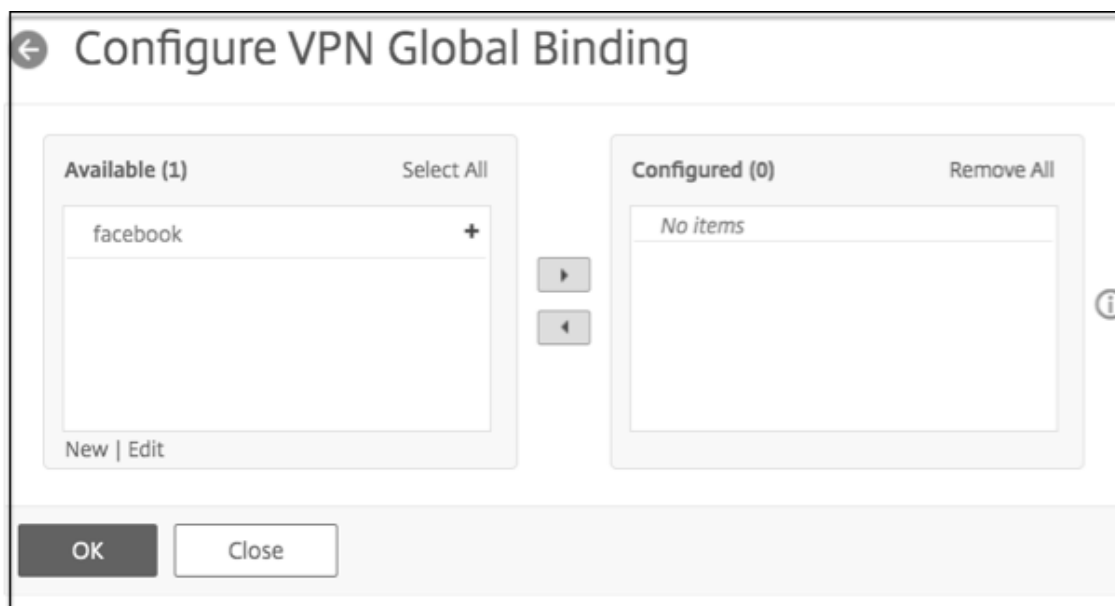 Configure VPN Global Binding
Available (1) Select All
facebook +
New | Edit
Configured (0) Remove All
No items
OK Close